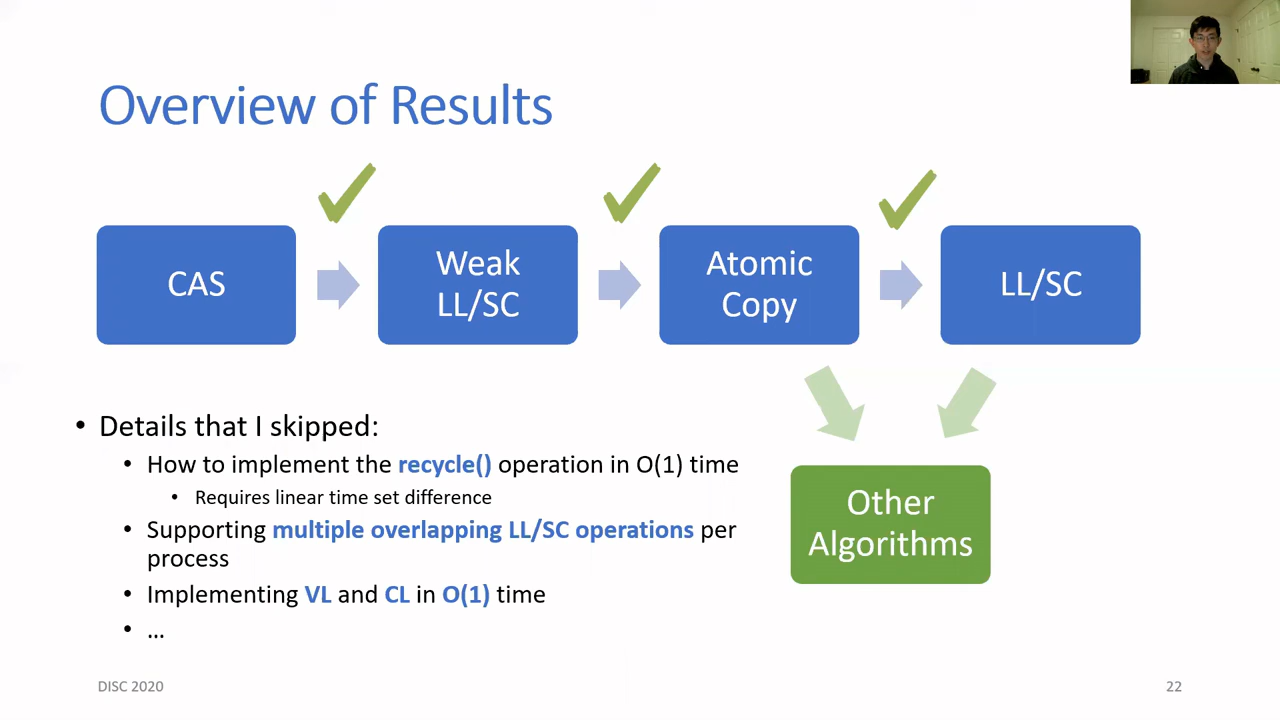 Overview of Results
CAS
Weak
LL/SC
Atomic
Copy
LL/SC
• Details that I skipped:
• How to implement the recycle() operation in O(1) time
• Requires linear time set difference
• Supporting multiple overlapping LL/SC operations per
process
• Implementing VL and CL in O(1) time
• ...
Other
Algorithms
DISC 2020
22